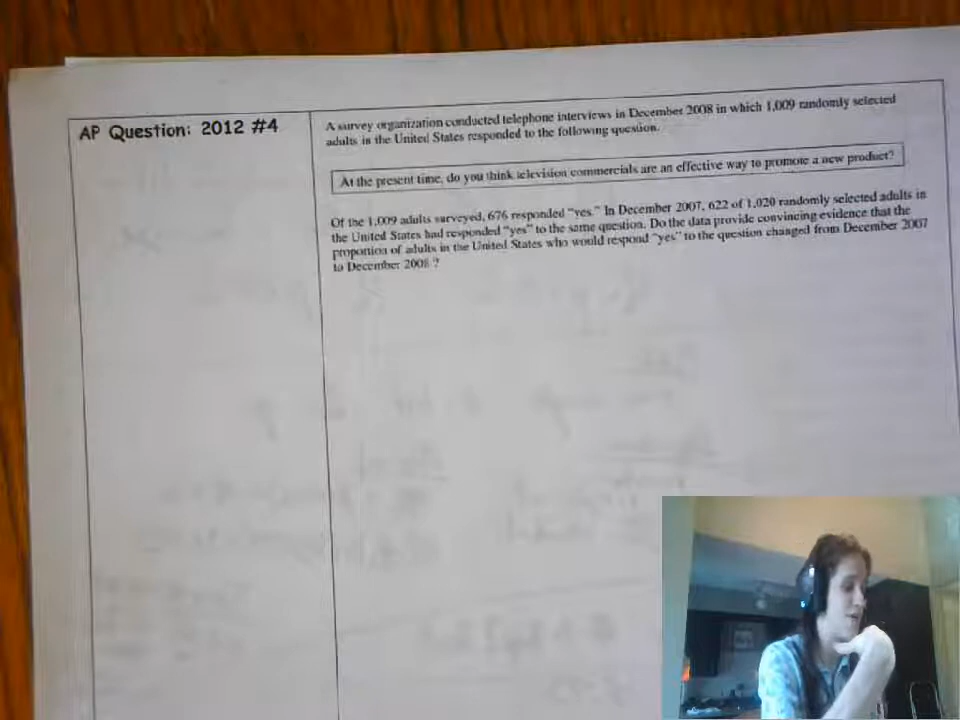 AP Question: 2012 #4
A survey organization conducted telephone interviews in December 2008 in which 1,009 randomly selected
adults in the United States responded to the following question.
At the present time, do you think television commercials are an effective way to promote a new product?
Of the 1,009 adults surveyed, 676 responded "yes." In December 2007, 622 of 1,020 randomly selected adults in
the United States had responded "yes" to the same question. Do the data provide convincing evidence that the
proportion of adults in the United States who would respond "yes" to the question changed from December 2007
to December 2008 ?